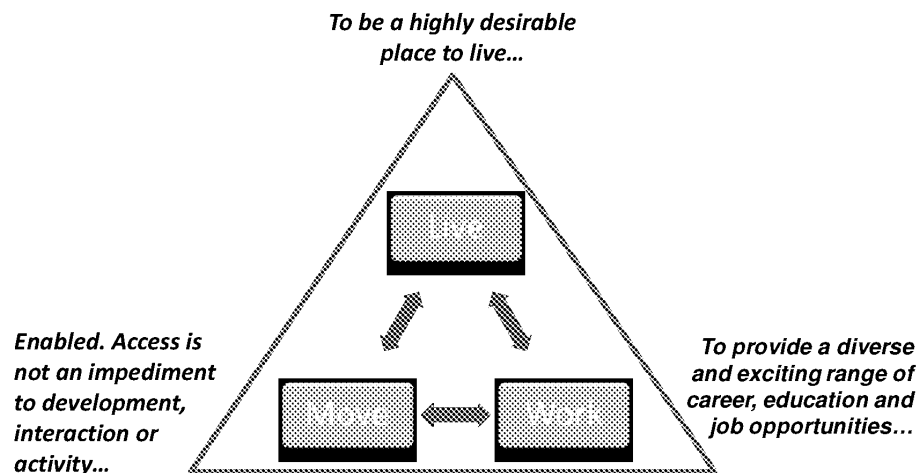 To be a highly desirable
place to live…
Live
Enabled. Access is
not an impediment
to development,
interaction or
activity…
To provide a diverse
and exciting range of
career, education and
job opportunities…
Move
Work